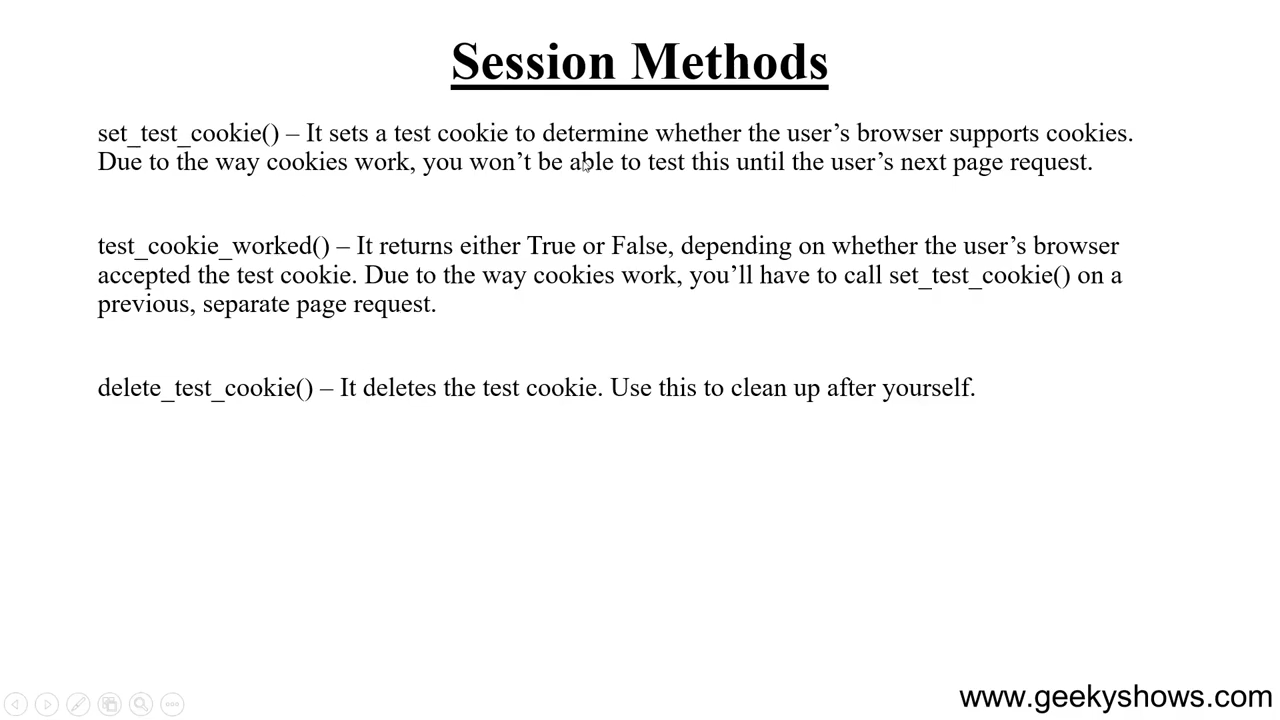 Session Methods
set_test_cookie() – It sets a test cookie to determine whether the user’s browser supports cookies.
Due to the way cookies work, you won’t be able to test this until the user’s next page request.
test_cookie_worked() – It returns either True or False, depending on whether the user’s browser
accepted the test cookie. Due to the way cookies work, you’ll have to call set_test_cookie() on a
previous, separate page request.
delete_test_cookie() – It deletes the test cookie. Use this to clean up after yourself.
www.geekyshows.com